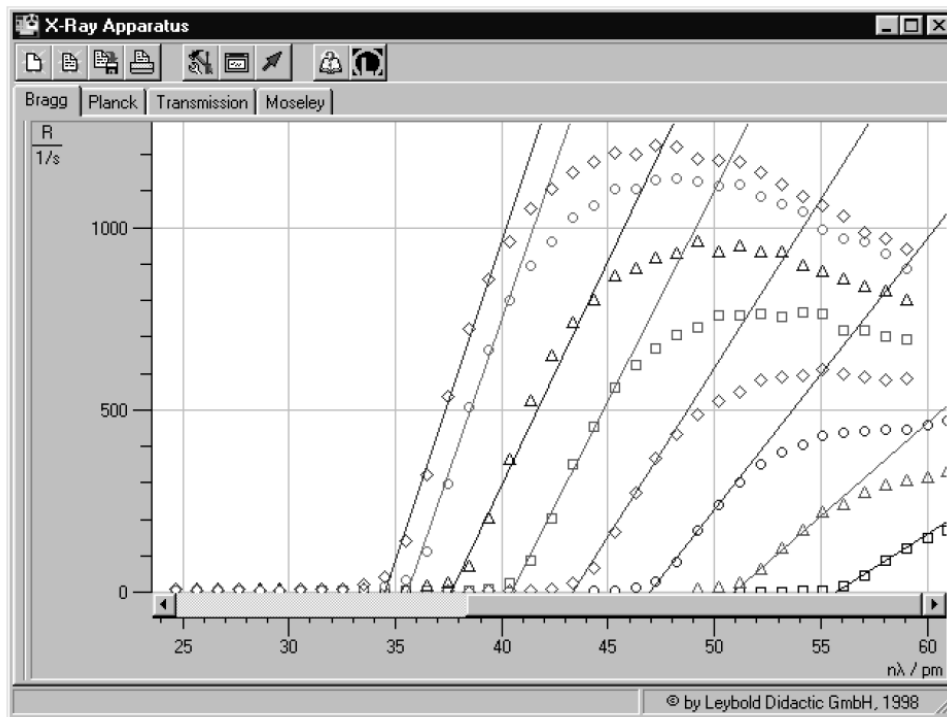 X-Ray Apparatus
Bragg Planck Transmission Moseley
R
1/s
1000
500
0
25 30 35 40 45 50 55 60
nλ / pm
© by Leybold Didactic GmbH, 1998